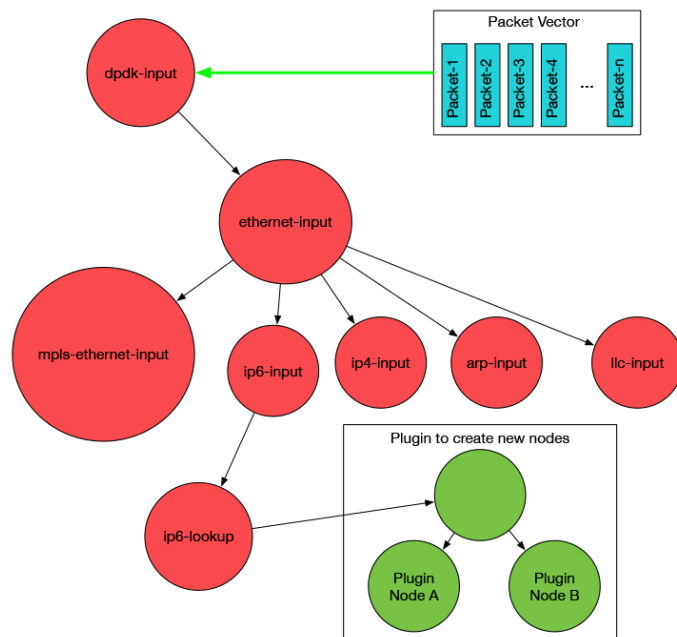 Packet Vector
dpdk-input
Packet-1
Packet-2
Packet-3
Packet-4
...
Packet-n
ethernet-input
mpls-ethernet-input
ip6-input
ip4-input
arp-input
llc-input
Plugin to create new nodes
ip6-lookup
Plugin
Node A
Plugin
Node B